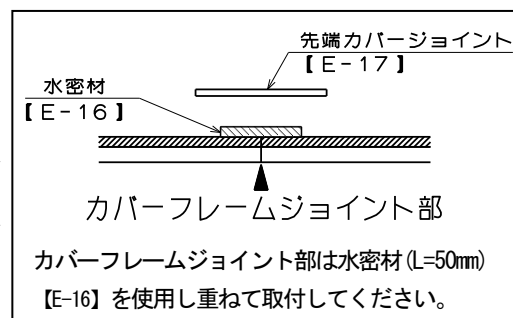 先端カバージョイント
【E-17】
水密材
【E-16】
カバーフレームジョイント部
カバーフレームジョイント部は水密材(L=50mm)
【E-16】を使用し重ねて取付してください。